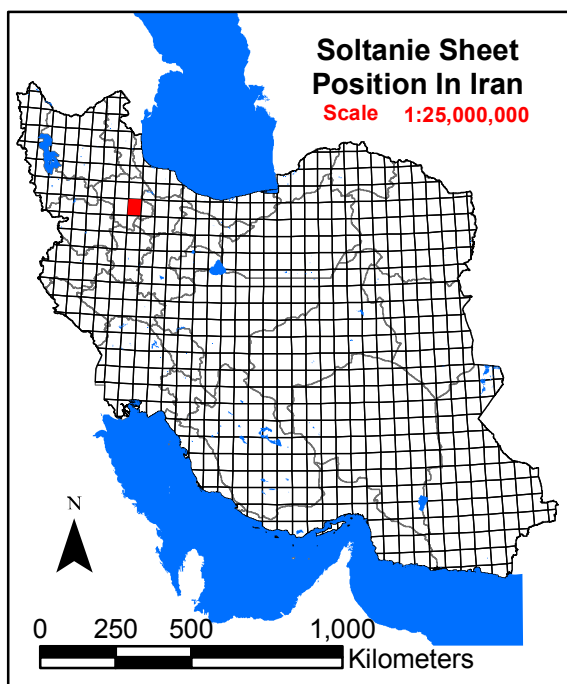 Soltanie Sheet
Position In Iran
Scale 1:25,000,000
N
0 250 500 1,000
Kilometers